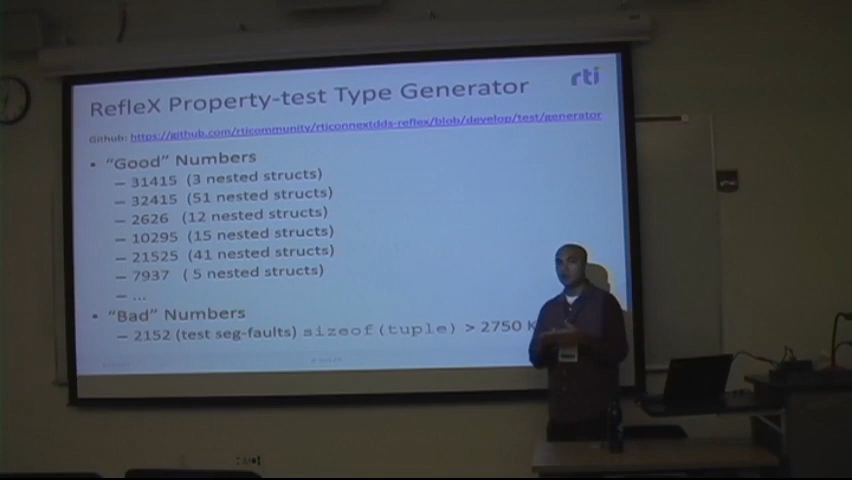 RefleX Property-test Type Generator
rti
Github: https://github.com/rticommunity/rticonnextdds-reflex/blob/develop/test/generator
• "Good" Numbers
– 31415 (3 nested structs)
– 32415 (51 nested structs)
– 2626 (12 nested structs)
– 10295 (15 nested structs)
– 21525 (41 nested structs)
– 7937 ( 5 nested structs)
– ...
• "Bad" Numbers
– 2152 (test seg-faults) sizeof(tuple) > 2750 K